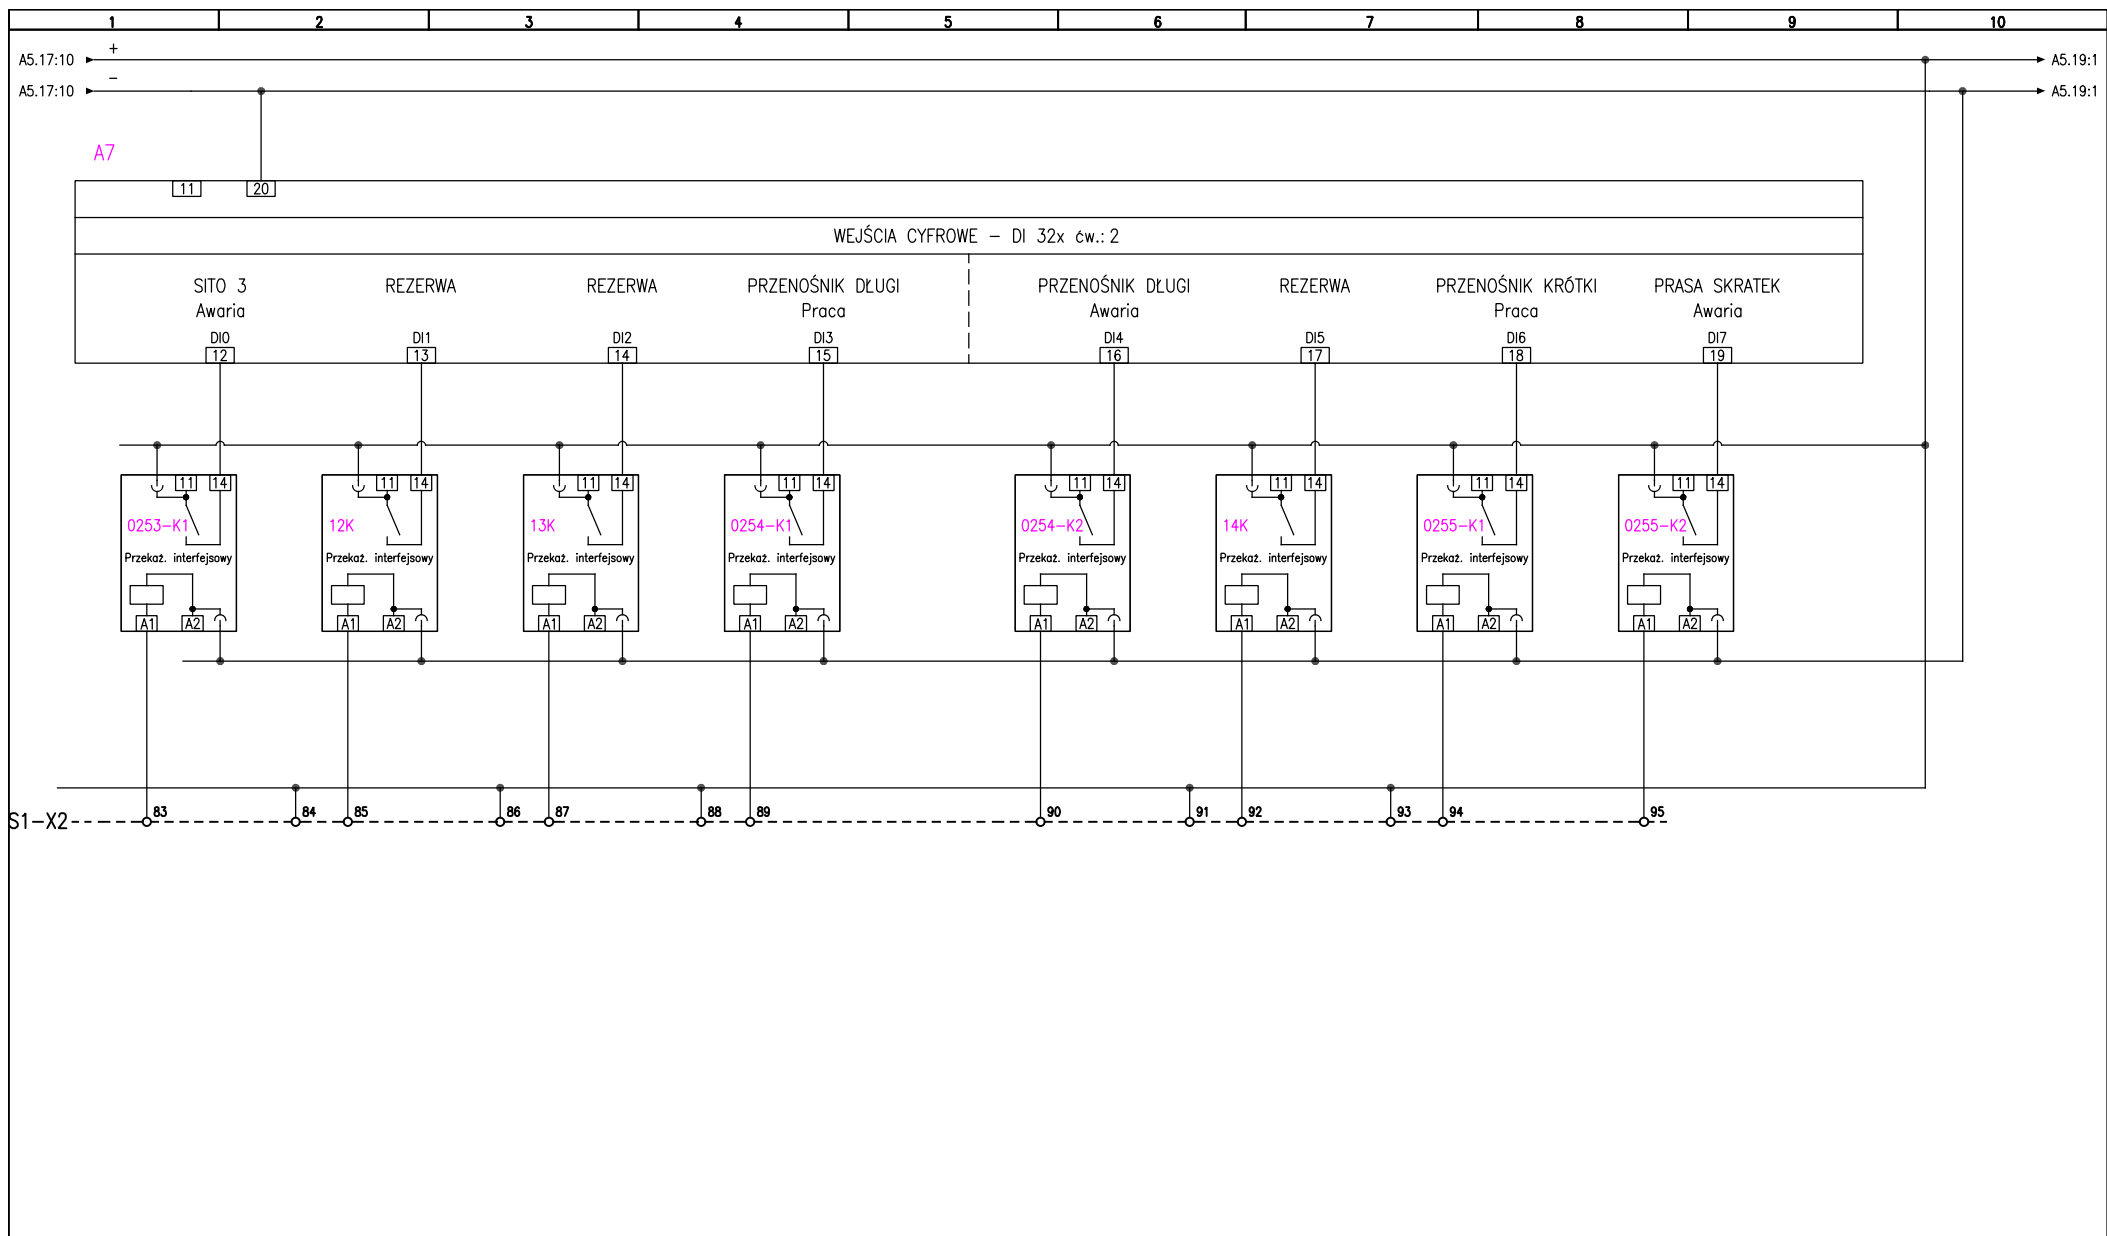 1 2 3 4 5 6 7 8 9 10
+
A5.17:10 A5.19:1
−
A5.17:10 A5.19:1
A7
11 20
WEJŚCIA CYFROWE − DI 32x ćw.: 2
SITO 3 REZERWA REZERWA PRZENOŚNIK DŁUGI PRZENOŚNIK DŁUGI REZERWA PRZENOŚNIK KRÓTKI PRASA SKRATEK
Awaria Praca Awaria Praca Awaria
DI0 DI1 DI2 DI3 DI4 DI5 DI6 DI7
12 13 14 15 16 17 18 19
11 14 11 14 11 14 11 14 11 14 11 14 11 14 11 14
0253−K1 12K 13K 0254−K1 0254−K2 14K 0255−K1 0255−K2
Przekaź. interfejsowy Przekaź. interfejsowy Przekaź. interfejsowy Przekaź. interfejsowy Przekaź. interfejsowy Przekaź. interfejsowy Przekaź. interfejsowy Przekaź. interfejsowy
A1 A2 A1 A2 A1 A2 A1 A2 A1 A2 A1 A2 A1 A2 A1 A2
S1−X2 83 84 85 86 87 88 89 90 91 92 93 94 95